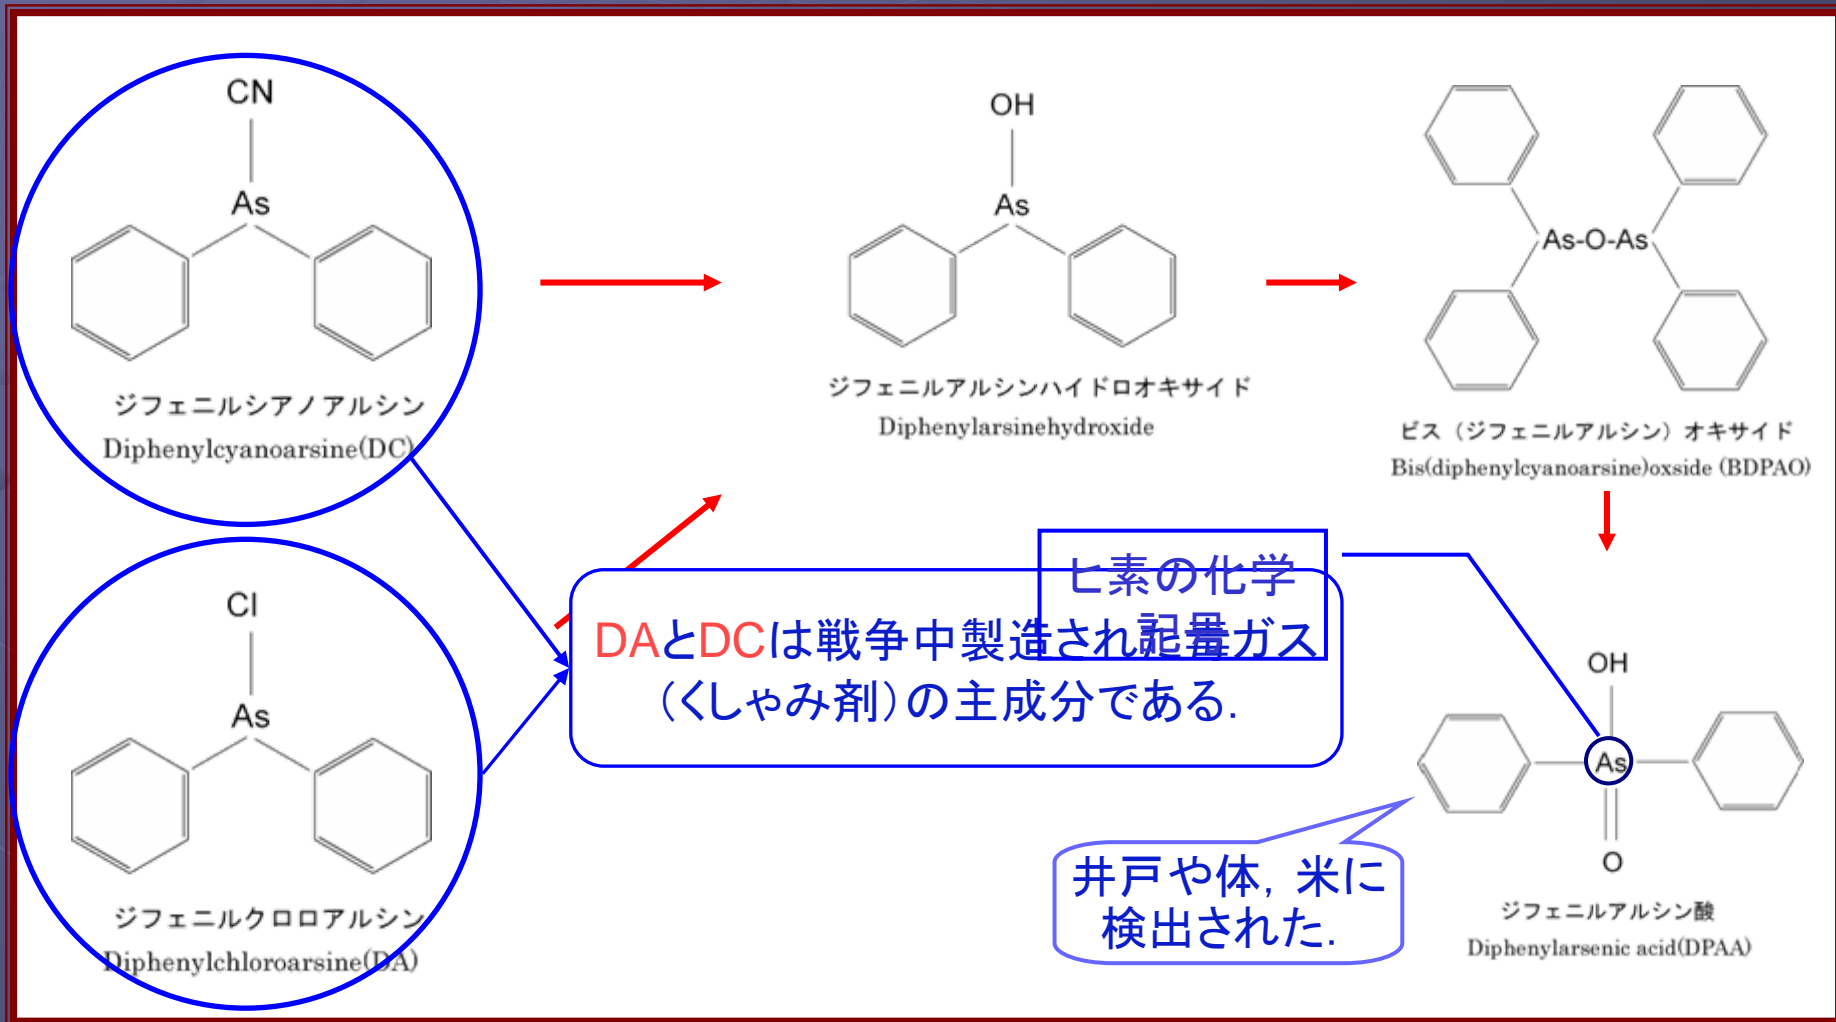 CN
As
ジフェニルシアノアルシン
Diphenylcyanoarsine(DC)
OH
As
ジフェニルアルシンハイドロオキサイド
Diphenylarsinehydroxide
As-O-As
ビス（ジフェニルアルシン）オキサイド
Bis(diphenylcyanoarsine)oxside (BDPAO)
Cl
As
ジフェニルクロロアルシン
Diphenylchloroarsine(DA)
ヒ素の化学
記号
DAとDCは戦争中製造された毒ガス
（くしゃみ剤）の主成分である.
OH
As
O
ジフェニルアルシン酸
Diphenylarsenic acid(DPAA)
井戸や体, 米に
検出された.